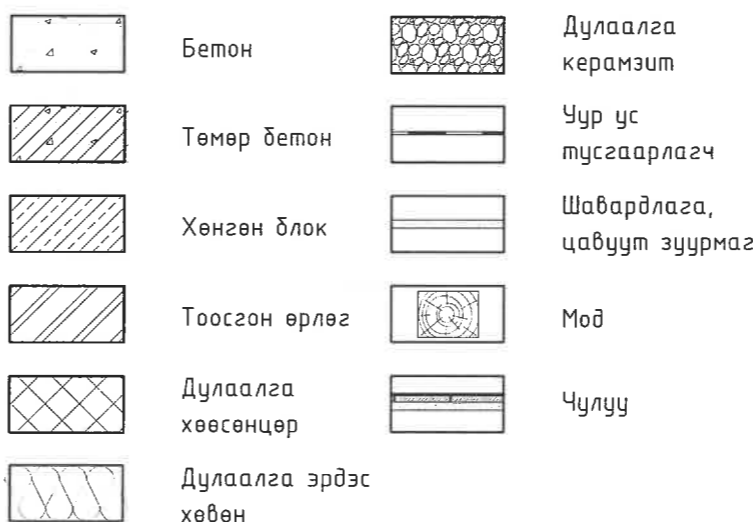 Бетон
Төмөр бетон
Хөнгөн блок
Тоосгон өрлөг
Дулаалга
хөөсөнцөр
Дулаалга эрдэс
хөвөн
Дулаалга
керамзит
Уур ус
тусгаарлагч
Шавардлага,
цавуут зуурмаг
Мод
Чулуу